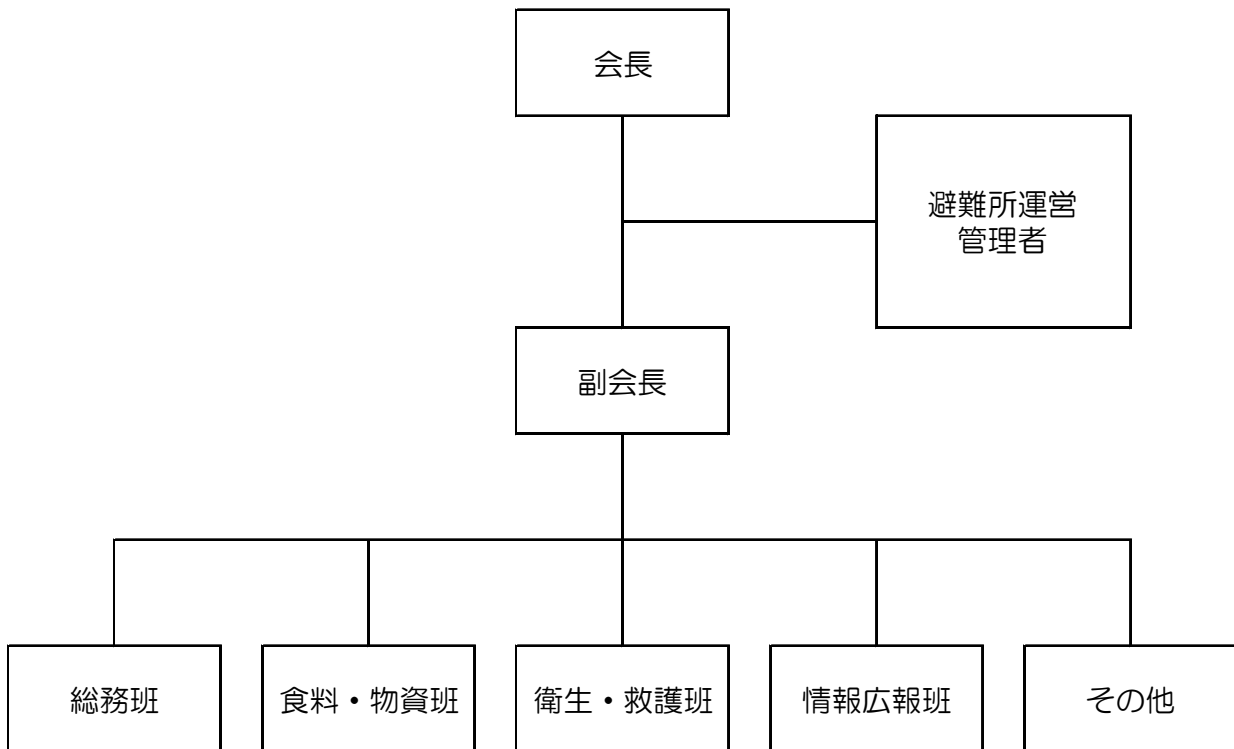 会長
避難所運営
管理者
副会長
総務班
食料・物資班
衛生・救護班
情報広報班
その他